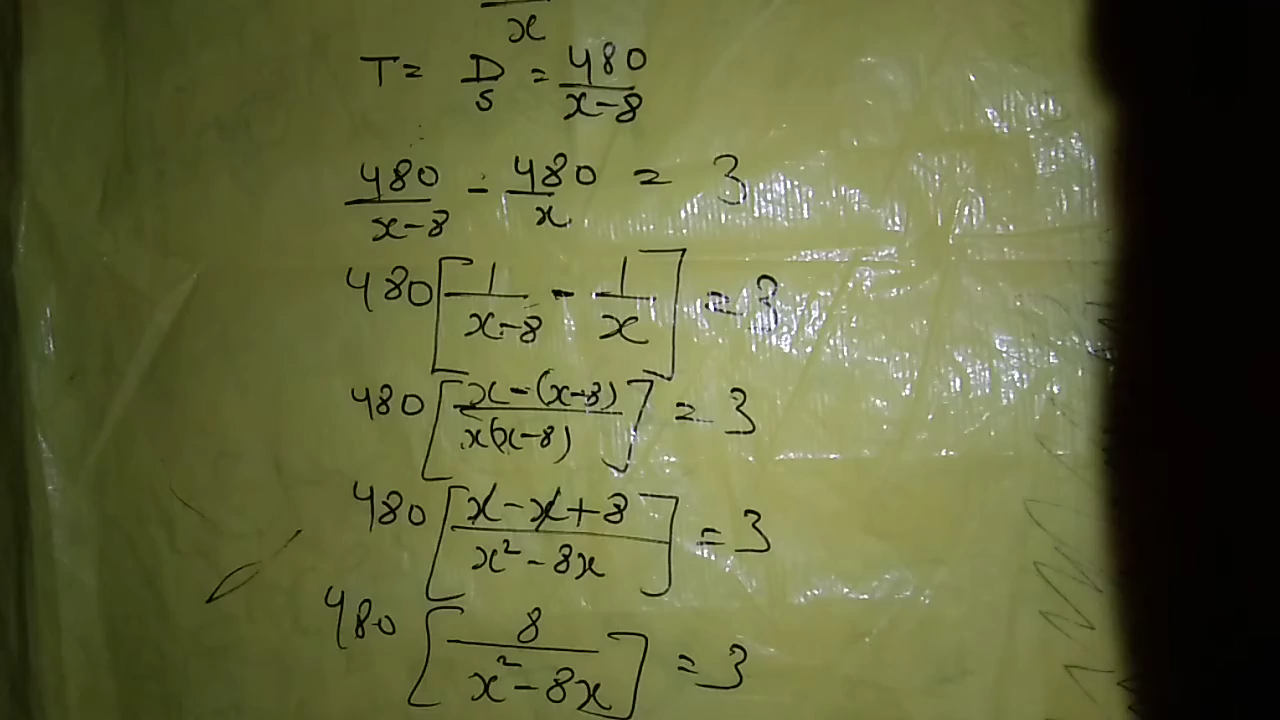 x
T = D/s = 480/x-8
480/x-8 - 480/x = 3
480[1/x-8 - 1/x] = 3
480[x-(x-8)/x(x-8)] = 3
480[x-x+8/x²-8x] = 3
480[8/x²-8x] = 3